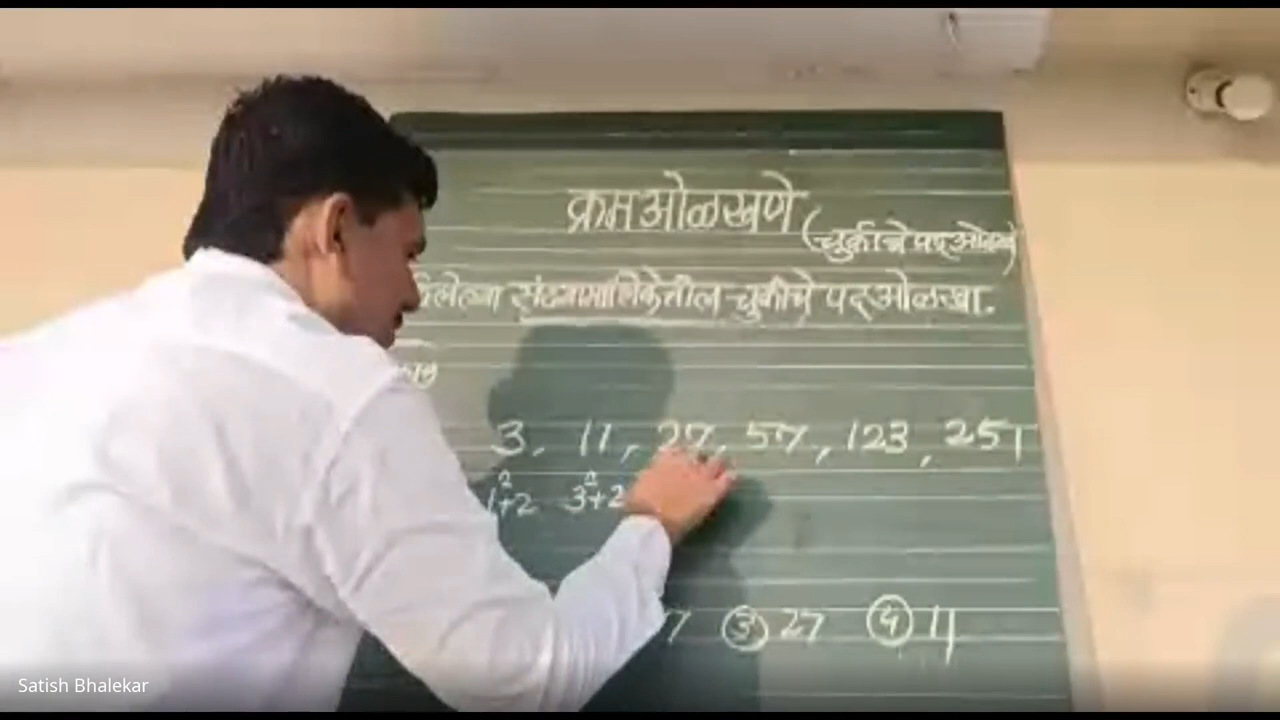 क्रम ओळखणे
(चुकीचे पद ओळखणे)
संख्यामालिकेतील चुकीचे पद ओळखा.
3, 11, 27, 57, 123, 251
1²+2 3²+2
7 ③ 27 ④ 11
Satish Bhalekar